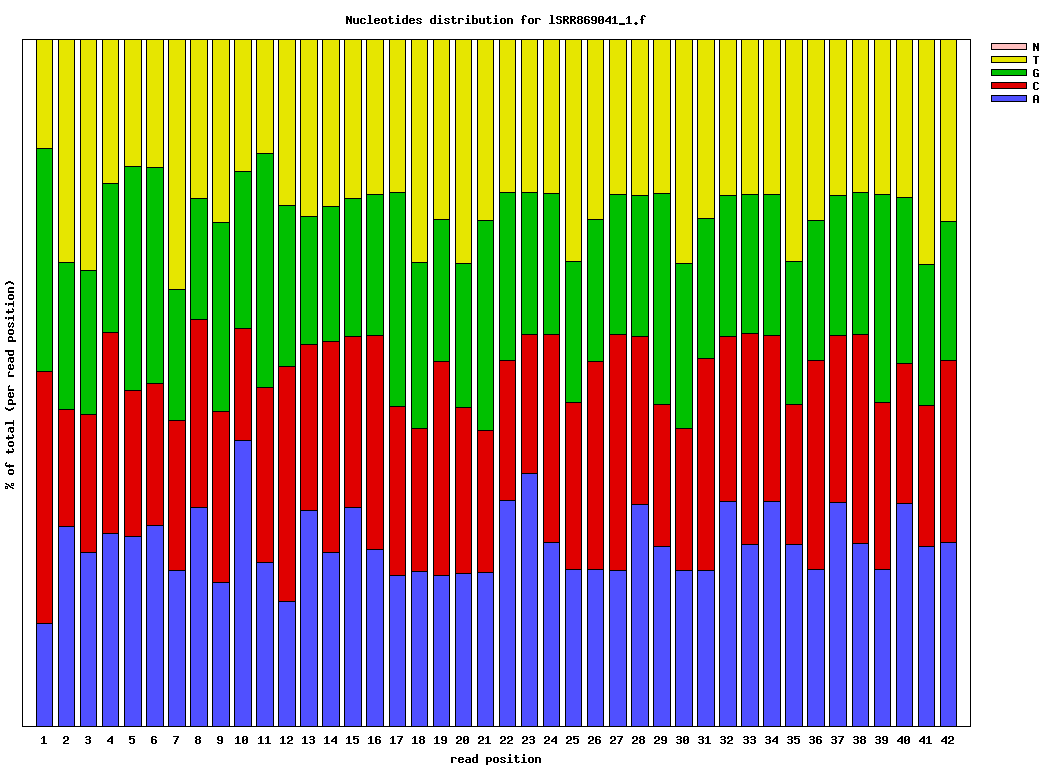 Nucleotides distribution for lSRR869041_1.f
N
T
G
C
A
% of total (per read position)
1 2 3 4 5 6 7 8 9 10 11 12 13 14 15 16 17 18 19 20 21 22 23 24 25 26 27 28 29 30 31 32 33 34 35 36 37 38 39 40 41 42
read position